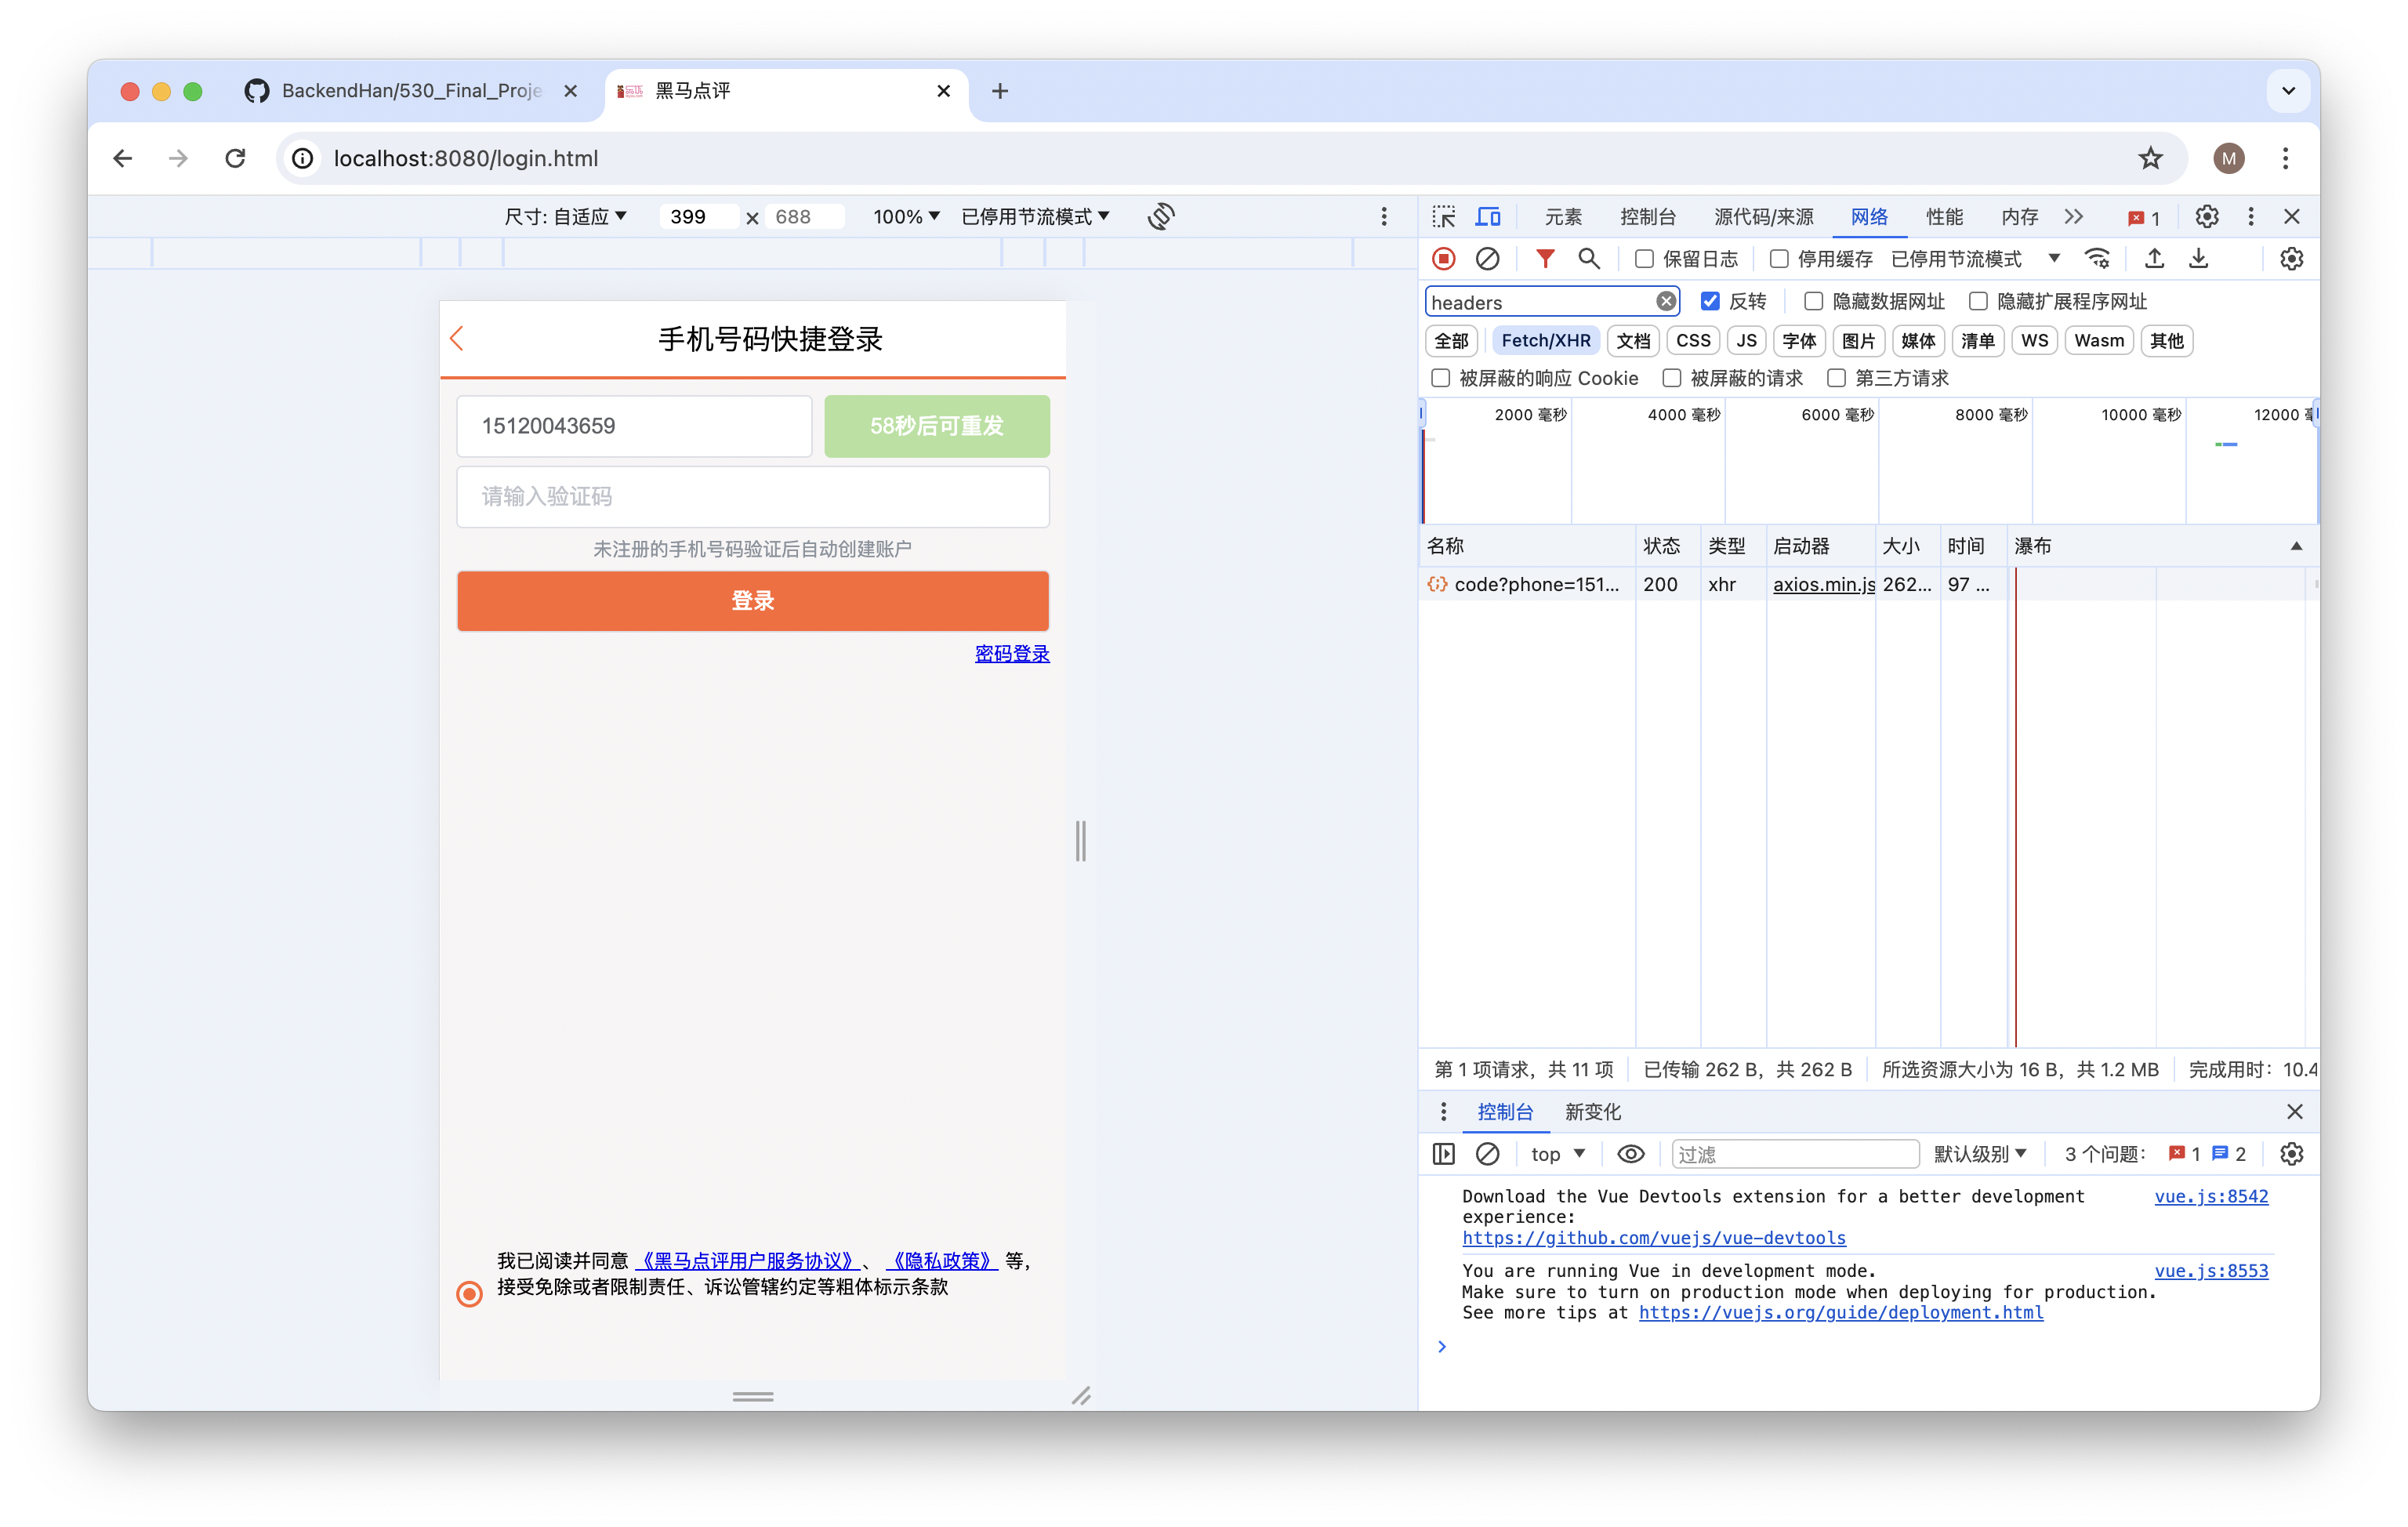 BackendHan/530_Final_Proje
黑马点评
localhost:8080/login.html
M
尺寸: 自适应 399 × 688 100% 已停用节流模式
元素 控制台 源代码/来源 网络 性能 内存 1
保留日志 停用缓存 已停用节流模式
headers 反转 隐藏数据网址 隐藏扩展程序网址
全部 Fetch/XHR 文档 CSS JS 字体 图片 媒体 清单 WS Wasm 其他
被屏蔽的响应 Cookie 被屏蔽的请求 第三方请求
2000 毫秒 4000 毫秒 6000 毫秒 8000 毫秒 10000 毫秒 12000
名称 状态 类型 启动器 大小 时间 瀑布
code?phone=151... 200 xhr axios.min.js 262... 97 ...
手机号码快捷登录
15120043659 58秒后可重发
请输入验证码
未注册的手机号码验证后自动创建账户
登录
密码登录
我已阅读并同意 《黑马点评用户服务协议》、 《隐私政策》 等,
接受免除或者限制责任、诉讼管辖约定等粗体标示条款
第 1 项请求，共 11 项 已传输 262 B，共 262 B 所选资源大小为 16 B，共 1.2 MB 完成用时：10.4
控制台 新变化
top 过滤 默认级别 3 个问题： 1 2
Download the Vue Devtools extension for a better development vue.js:8542
experience:
https://github.com/vuejs/vue-devtools
You are running Vue in development mode. vue.js:8553
Make sure to turn on production mode when deploying for production.
See more tips at https://vuejs.org/guide/deployment.html